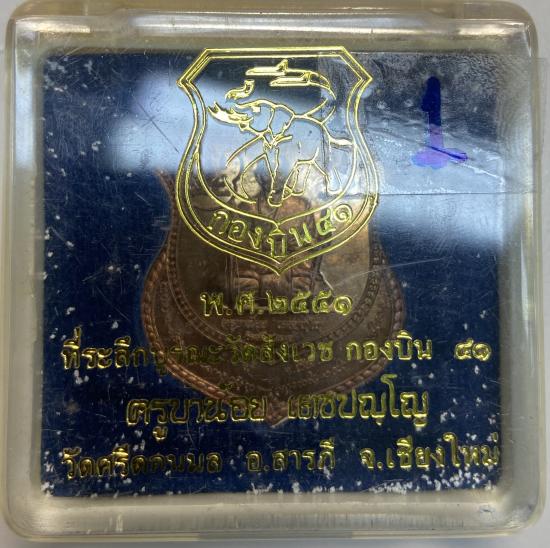 1
กองบิน๔๑
พ.ศ.๒๕๕๑
ที่ระลึกบูรณะวัดสังเวช กองบิน ๔๑
ครูบาน้อย เตชปญฺโญ
วัดศรีดอนมูล อ.สารภี จ.เชียงใหม่